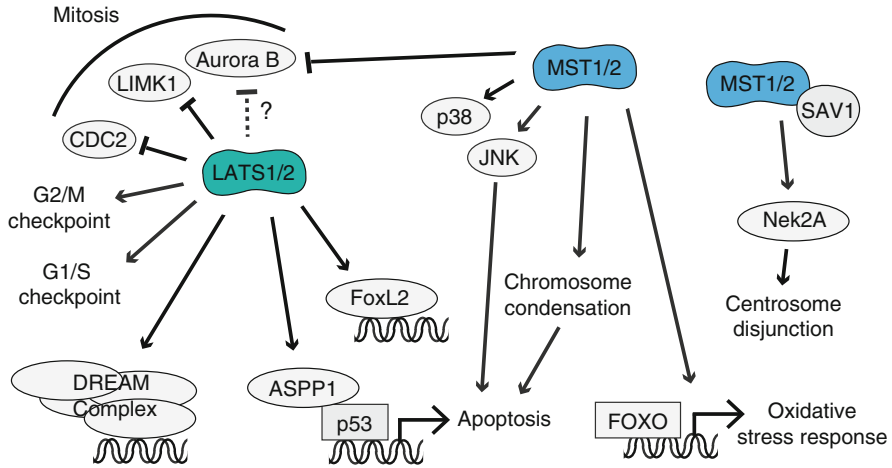 Mitosis
Aurora B
LIMK1
CDC2
?
LATS1/2
G2/M
checkpoint
G1/S
checkpoint
DREAM
Complex
ASPP1
p53
FoxL2
MST1/2
p38
JNK
Chromosome
condensation
Apoptosis
FOXO
Oxidative
stress response
MST1/2
SAV1
Nek2A
Centrosome
disjunction